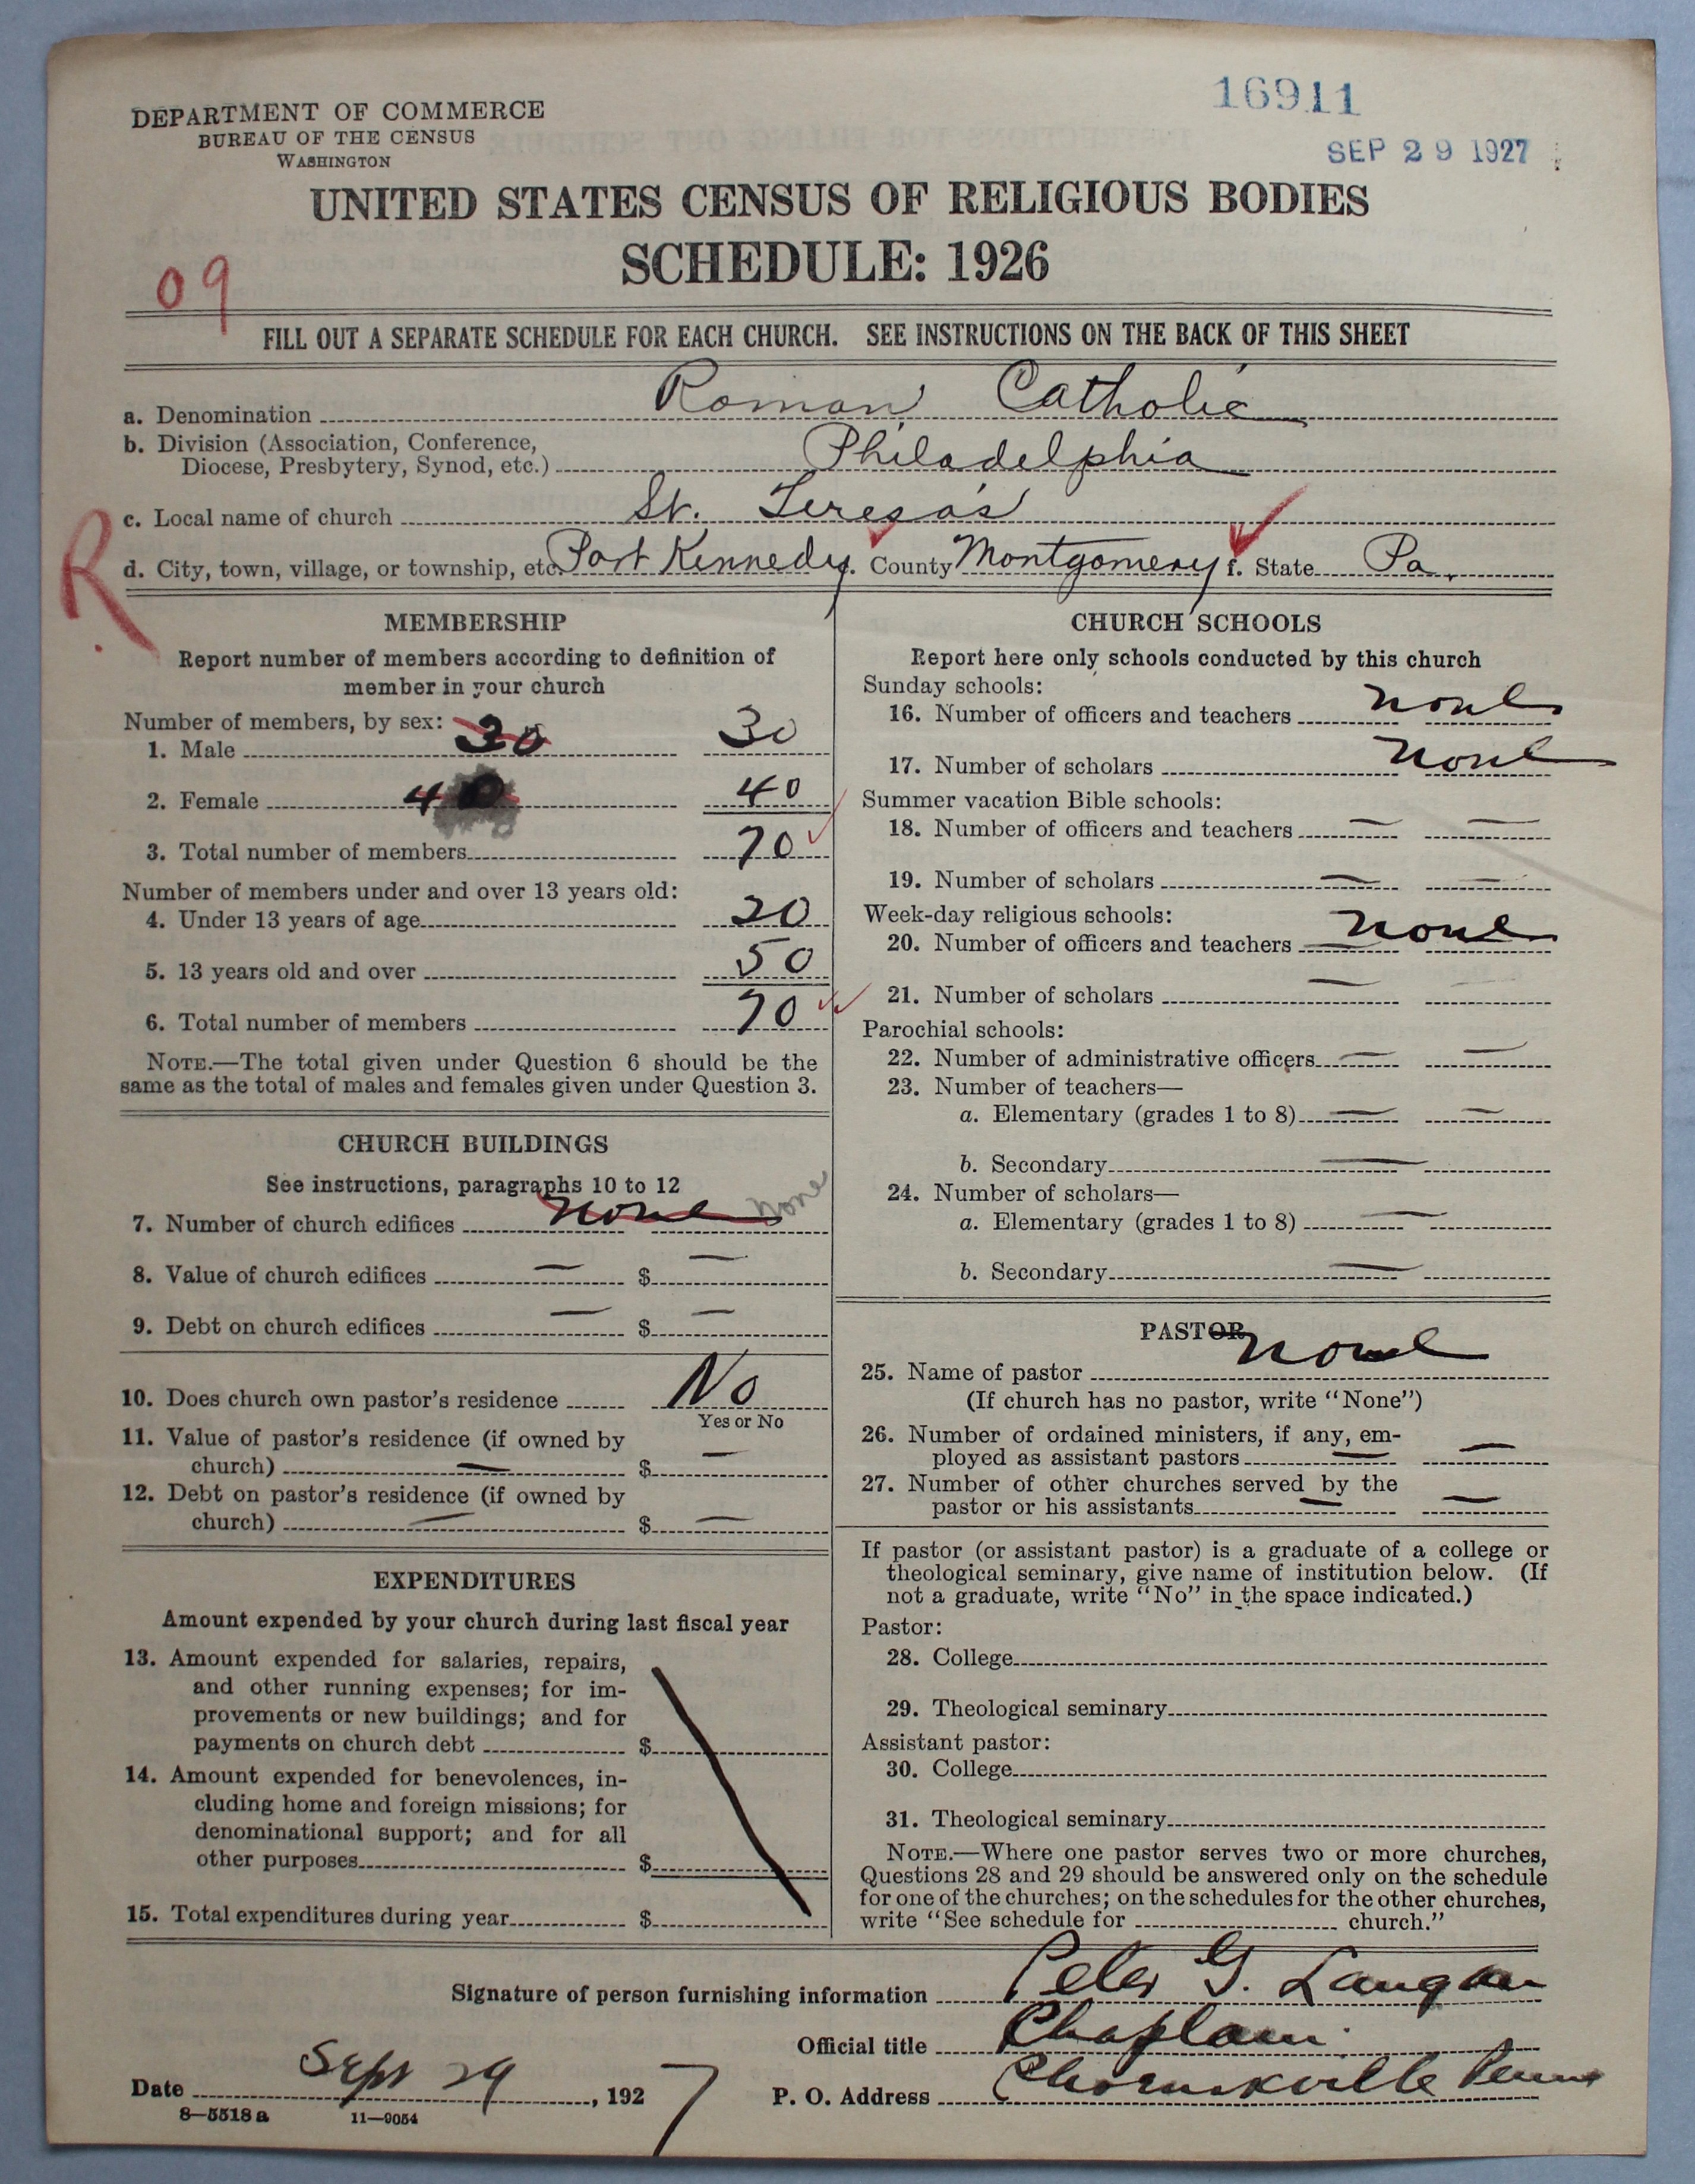 16911
SEP 29 1927
DEPARTMENT OF COMMERCE
BUREAU OF THE CENSUS
WASHINGTON
UNITED STATES CENSUS OF RELIGIOUS BODIES
SCHEDULE: 1926
09
FILL OUT A SEPARATE SCHEDULE FOR EACH CHURCH. SEE INSTRUCTIONS ON THE BACK OF THIS SHEET
a. Denomination Roman Catholic
b. Division (Association, Conference,
Diocese, Presbytery, Synod, etc.) Philadelphia
c. Local name of church St. Teresa's
R
d. City, town, village, or township, etc. Port Kennedy e. County Montgomery f. State Pa.
MEMBERSHIP
Report number of members according to definition of
member in your church
Number of members, by sex:
1. Male 30 30
2. Female 40 40
3. Total number of members 70
Number of members under and over 13 years old:
4. Under 13 years of age 20
5. 13 years old and over 50
6. Total number of members 70
NOTE.—The total given under Question 6 should be the
same as the total of males and females given under Question 3.
CHURCH BUILDINGS
See instructions, paragraphs 10 to 12
7. Number of church edifices none none
8. Value of church edifices — $ —
9. Debt on church edifices — $ —
10. Does church own pastor's residence No
Yes or No
11. Value of pastor's residence (if owned by
church) — $ —
12. Debt on pastor's residence (if owned by
church) — $ —
EXPENDITURES
Amount expended by your church during last fiscal year
13. Amount expended for salaries, repairs,
and other running expenses; for im-
provements or new buildings; and for
payments on church debt $
14. Amount expended for benevolences, in-
cluding home and foreign missions; for
denominational support; and for all
other purposes $
15. Total expenditures during year $
CHURCH SCHOOLS
Report here only schools conducted by this church
Sunday schools:
16. Number of officers and teachers none
17. Number of scholars none
Summer vacation Bible schools:
18. Number of officers and teachers — —
19. Number of scholars — —
Week-day religious schools:
20. Number of officers and teachers none
21. Number of scholars —
Parochial schools:
22. Number of administrative officers — —
23. Number of teachers—
a. Elementary (grades 1 to 8) — —
b. Secondary —
24. Number of scholars—
a. Elementary (grades 1 to 8) —
b. Secondary —
PASTOR
25. Name of pastor none
(If church has no pastor, write "None")
26. Number of ordained ministers, if any, em-
ployed as assistant pastors — —
27. Number of other churches served by the
pastor or his assistants — —
If pastor (or assistant pastor) is a graduate of a college or
theological seminary, give name of institution below. (If
not a graduate, write "No" in the space indicated.)
Pastor:
28. College
29. Theological seminary
Assistant pastor:
30. College
31. Theological seminary
NOTE.—Where one pastor serves two or more churches,
Questions 28 and 29 should be answered only on the schedule
for one of the churches; on the schedules for the other churches,
write "See schedule for church."
Signature of person furnishing information Peter G. Langan
Official title Chaplain
Date Sept 29, 1927 P. O. Address Penna
8—5518 a 11—9054